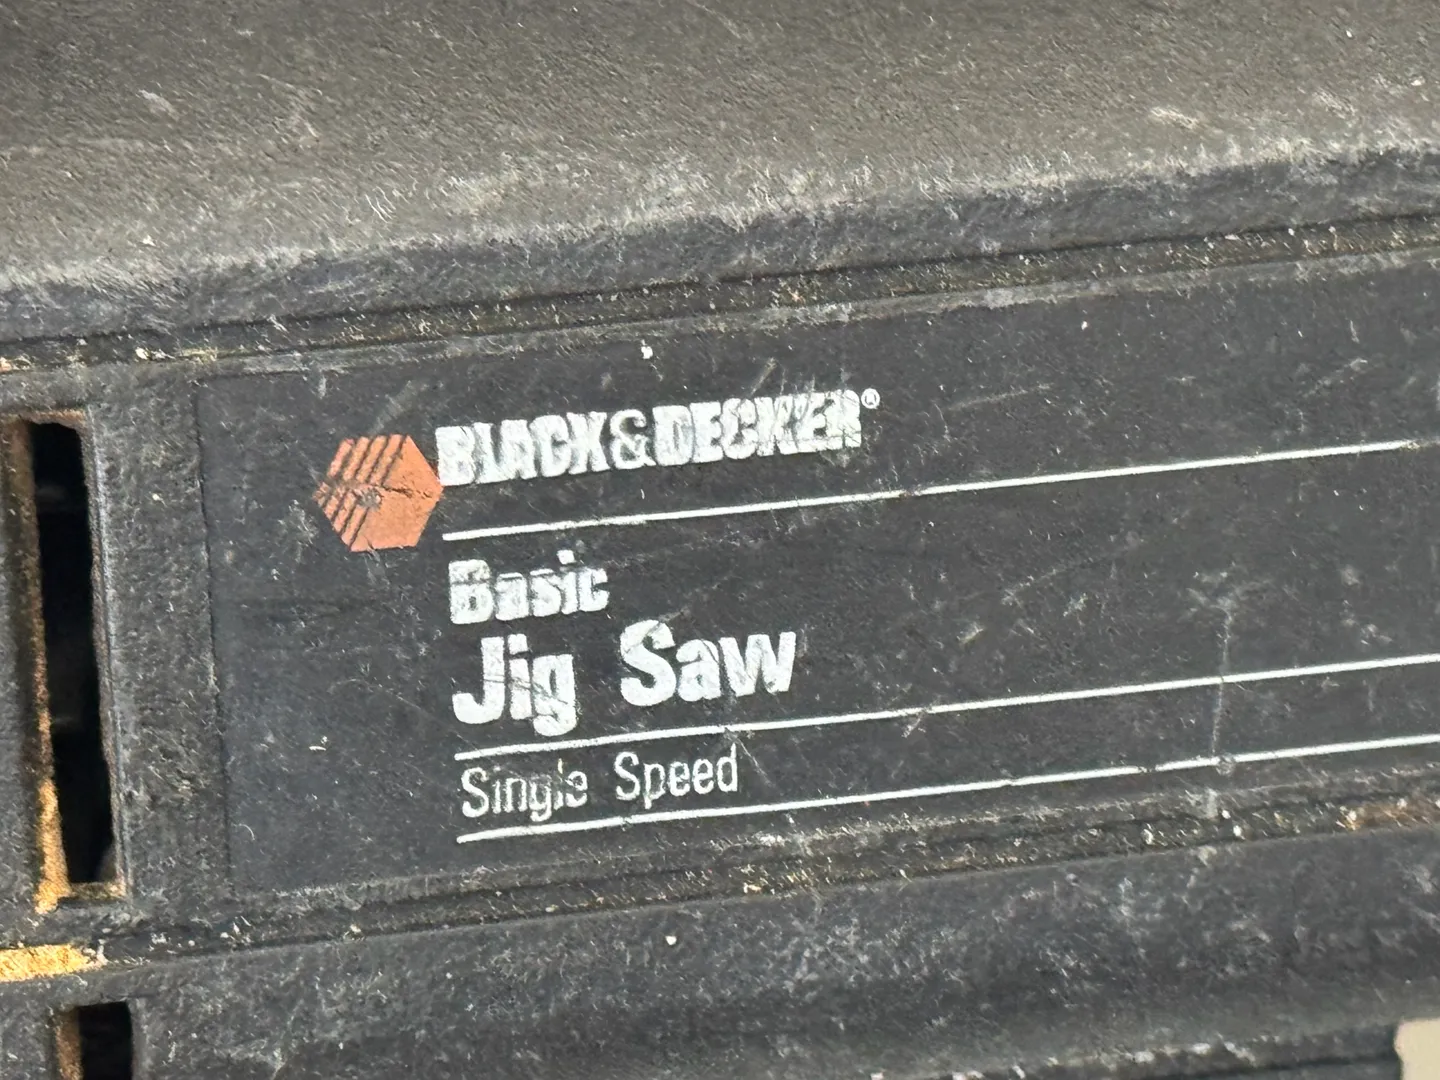 BLACK&DECKER®
Basic
Jig Saw
Single Speed